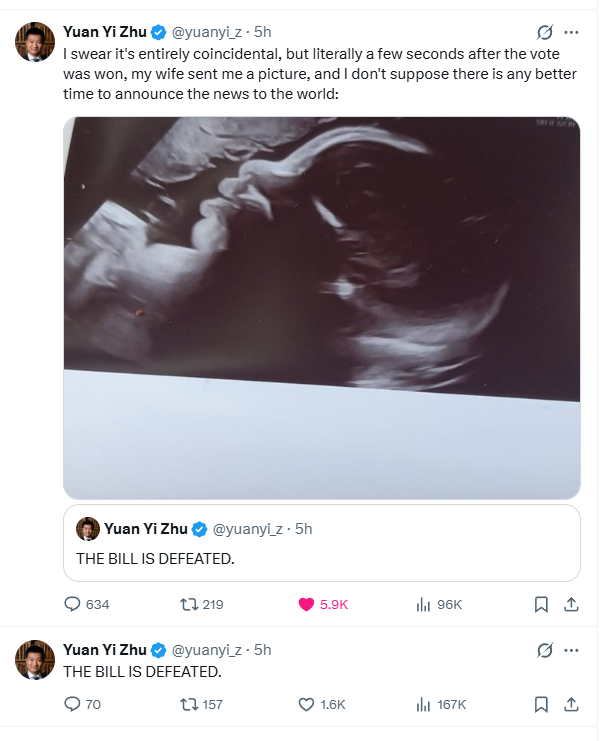 Yuan Yi Zhu @yuanyi_z · 5h
I swear it's entirely coincidental, but literally a few seconds after the vote
was won, my wife sent me a picture, and I don't suppose there is any better
time to announce the news to the world:
Yuan Yi Zhu @yuanyi_z · 5h
THE BILL IS DEFEATED.
634 219 5.9K 96K
Yuan Yi Zhu @yuanyi_z · 5h
THE BILL IS DEFEATED.
70 157 1.6K 167K